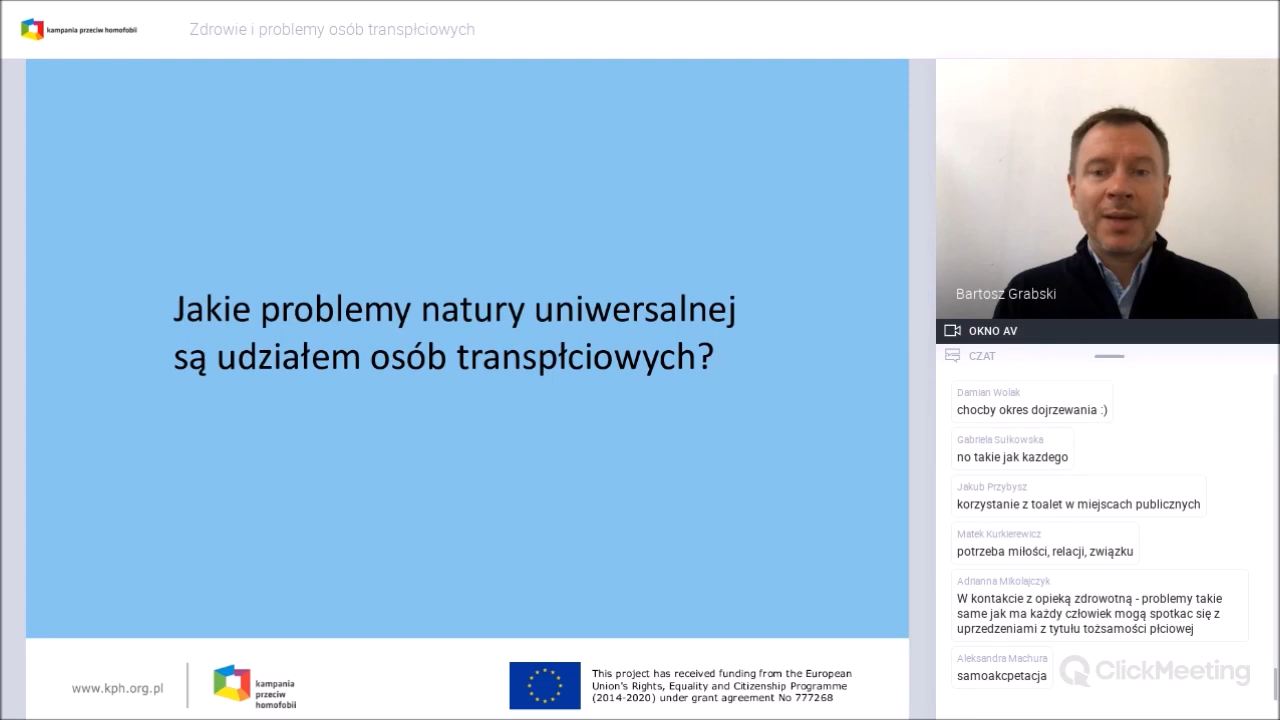 kampania przeciw homofobii
Zdrowie i problemy osób transpłciowych
Jakie problemy natury uniwersalnej
są udziałem osób transpłciowych?
www.kph.org.pl
kampania
przeciw
homofobii
This project has received funding from the European
Union's Rights, Equality and Citizenship Programme
(2014-2020) under grant agreement No 777268
Bartosz Grabski
OKNO AV
CZAT
Damian Wolak
chocby okres dojrzewania :)
Gabriela Sułkowska
no takie jak kazdego
Jakub Przybysz
korzystanie z toalet w miejscach publicznych
Matek Kurkierewicz
potrzeba miłości, relacji, związku
Adrianna Mikolajczyk
W kontakcie z opieką zdrowotną - problemy takie
same jak ma każdy człowiek mogą spotkac się z
uprzedzeniami z tytułu tożsamości płciowej
Aleksandra Machura
samoakcpetacja
ClickMeeting